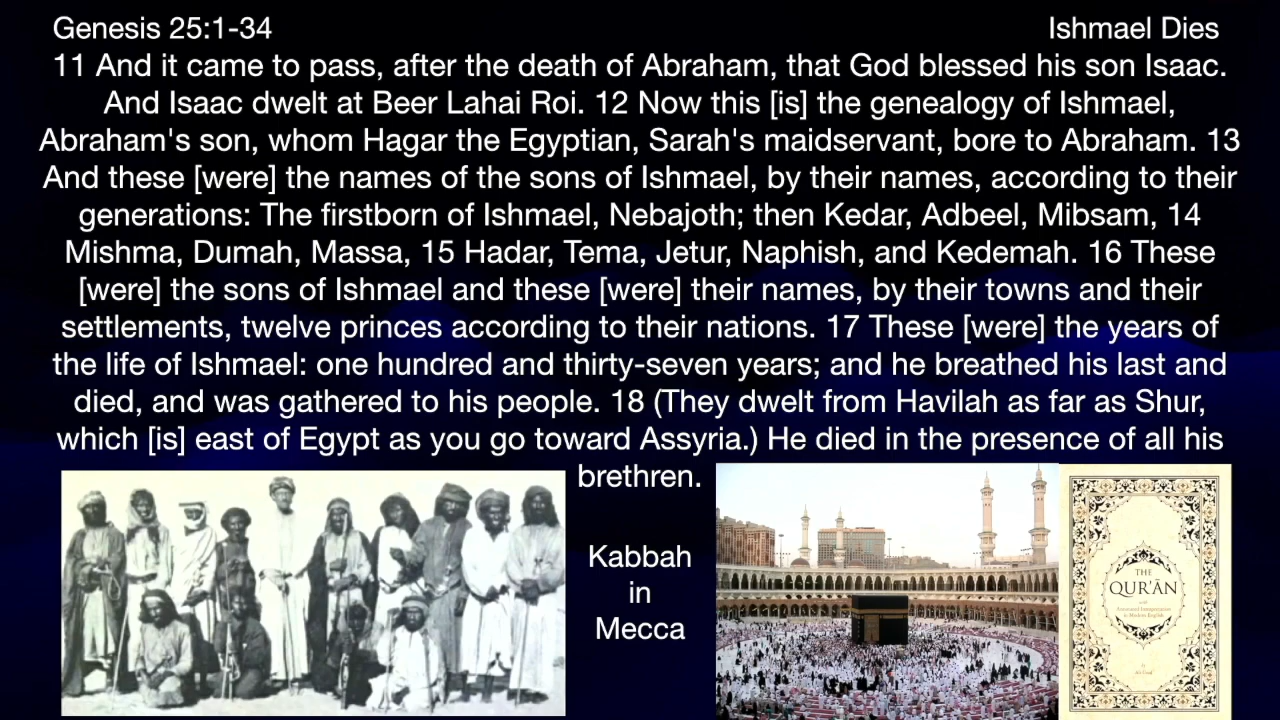 Genesis 25:1-34 Ishmael Dies
11 And it came to pass, after the death of Abraham, that God blessed his son Isaac.
And Isaac dwelt at Beer Lahai Roi. 12 Now this [is] the genealogy of Ishmael,
Abraham's son, whom Hagar the Egyptian, Sarah's maidservant, bore to Abraham. 13
And these [were] the names of the sons of Ishmael, by their names, according to their
generations: The firstborn of Ishmael, Nebajoth; then Kedar, Adbeel, Mibsam, 14
Mishma, Dumah, Massa, 15 Hadar, Tema, Jetur, Naphish, and Kedemah. 16 These
[were] the sons of Ishmael and these [were] their names, by their towns and their
settlements, twelve princes according to their nations. 17 These [were] the years of
the life of Ishmael: one hundred and thirty-seven years; and he breathed his last and
died, and was gathered to his people. 18 (They dwelt from Havilah as far as Shur,
which [is] east of Egypt as you go toward Assyria.) He died in the presence of all his
brethren.
Kabbah
in
Mecca
THE
QUR'ĀN
with
Annotated Interpretation
in Modern English